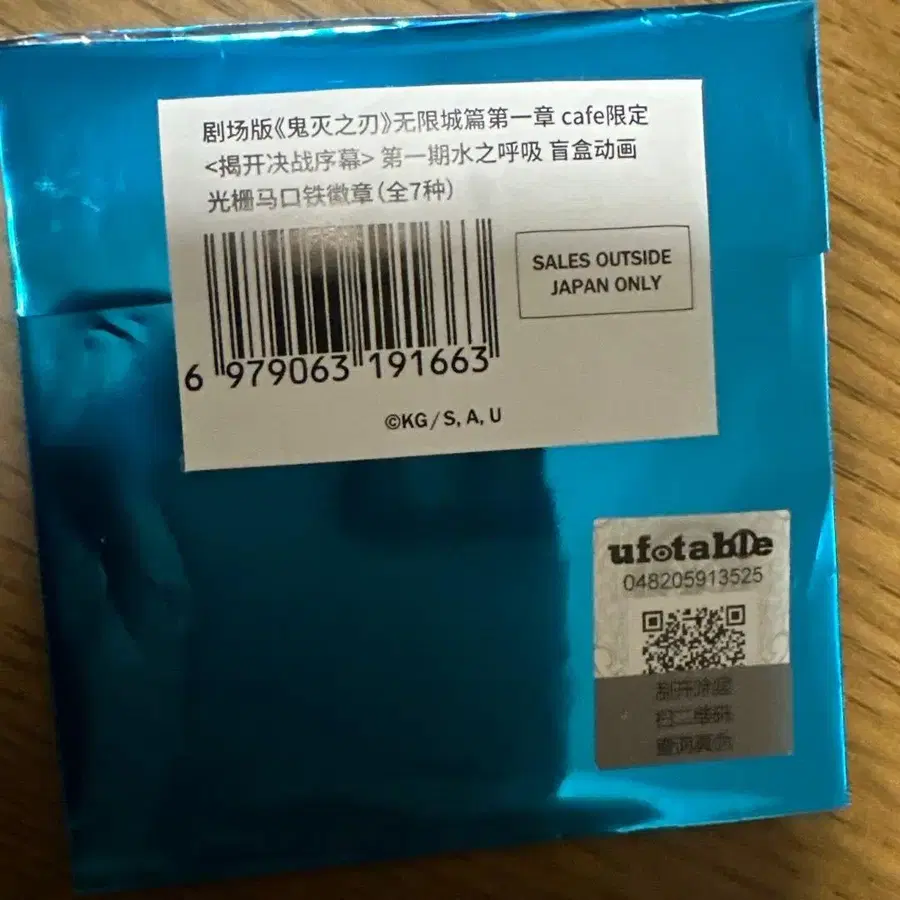 剧场版《鬼灭之刃》无限城篇第一章 cafe限定
<揭开决战序幕> 第一期水之呼吸 盲盒动画
光栅马口铁徽章(全7种)
SALES OUTSIDE
JAPAN ONLY
6 979063 191663
©KG/S, A, U
ufotable
048205913525
刮开涂层
扫二维码
查询真伪